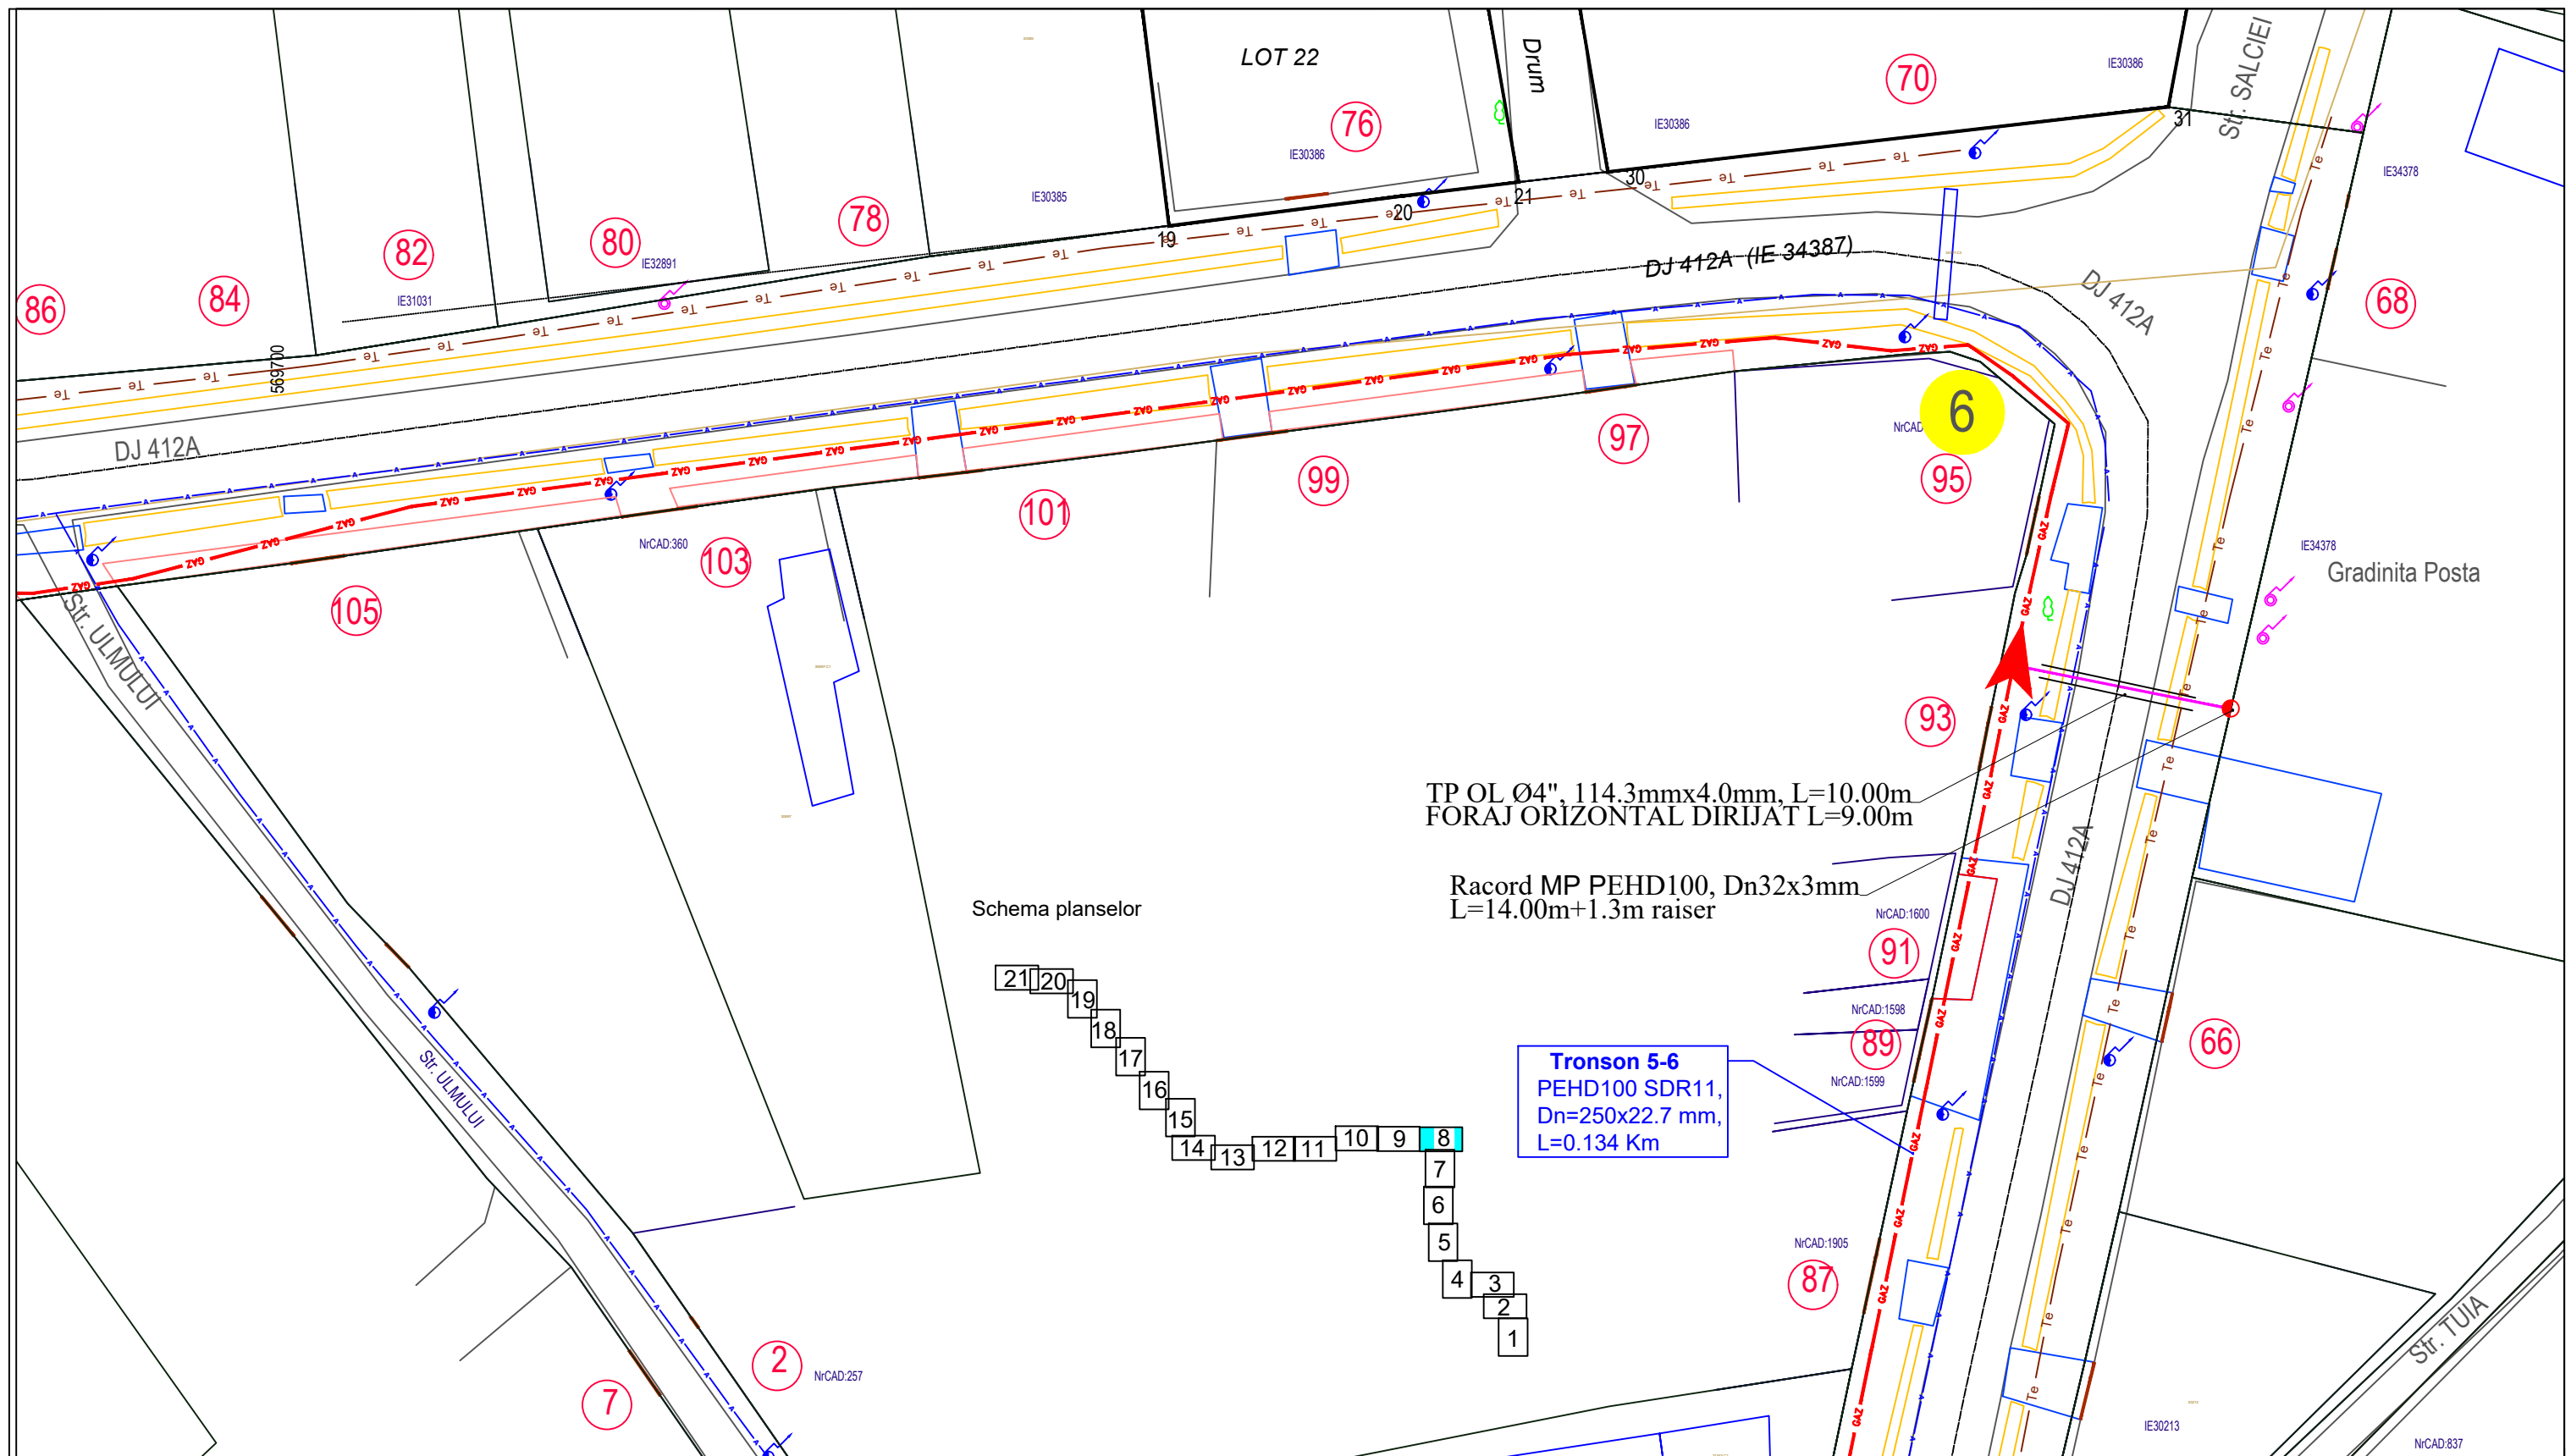 LOT 22
Drum
Str. SALCIEI
70
IE30386
76
IE30386
IE30386
31
IE34378
30
21
20
19
IE30385
78
80
IE32891
82
IE31031
84
86
569700
DJ 412A (IE 34387)
DJ 412A
68
DJ 412A
6
NrCAD
95
97
99
101
103
NrCAD:360
105
Str. ULMULUI
IE34378
Gradinita Posta
93
TP OL Ø4", 114.3mmx4.0mm, L=10.00m
FORAJ ORIZONTAL DIRIJAT L=9.00m
DJ 412A
Racord MP PEHD100, Dn32x3mm
L=14.00m+1.3m raiser
NrCAD:1600
91
NrCAD:1598
89
NrCAD:1599
66
Schema planselor
21
20
19
18
17
16
15
14
13
12
11
10
9
8
7
6
5
4
3
2
1
Tronson 5-6
PEHD100 SDR11,
Dn=250x22.7 mm,
L=0.134 Km
Str. ULMULUI
NrCAD:1905
87
2
NrCAD:257
7
Str. TUIA
IE30213
NrCAD:837
GAZ
Te
A